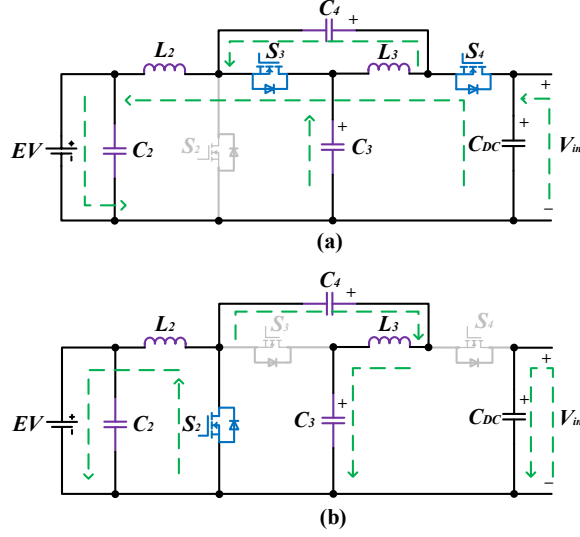 C4 +
L2 S3 L3 S4
+
EV + C2 S2 + C3 CDC + Vin
−
(a)
C4 +
L2 S3 L3 S4
+
EV + C2 S2 C3 + CDC + Vin
−
(b)